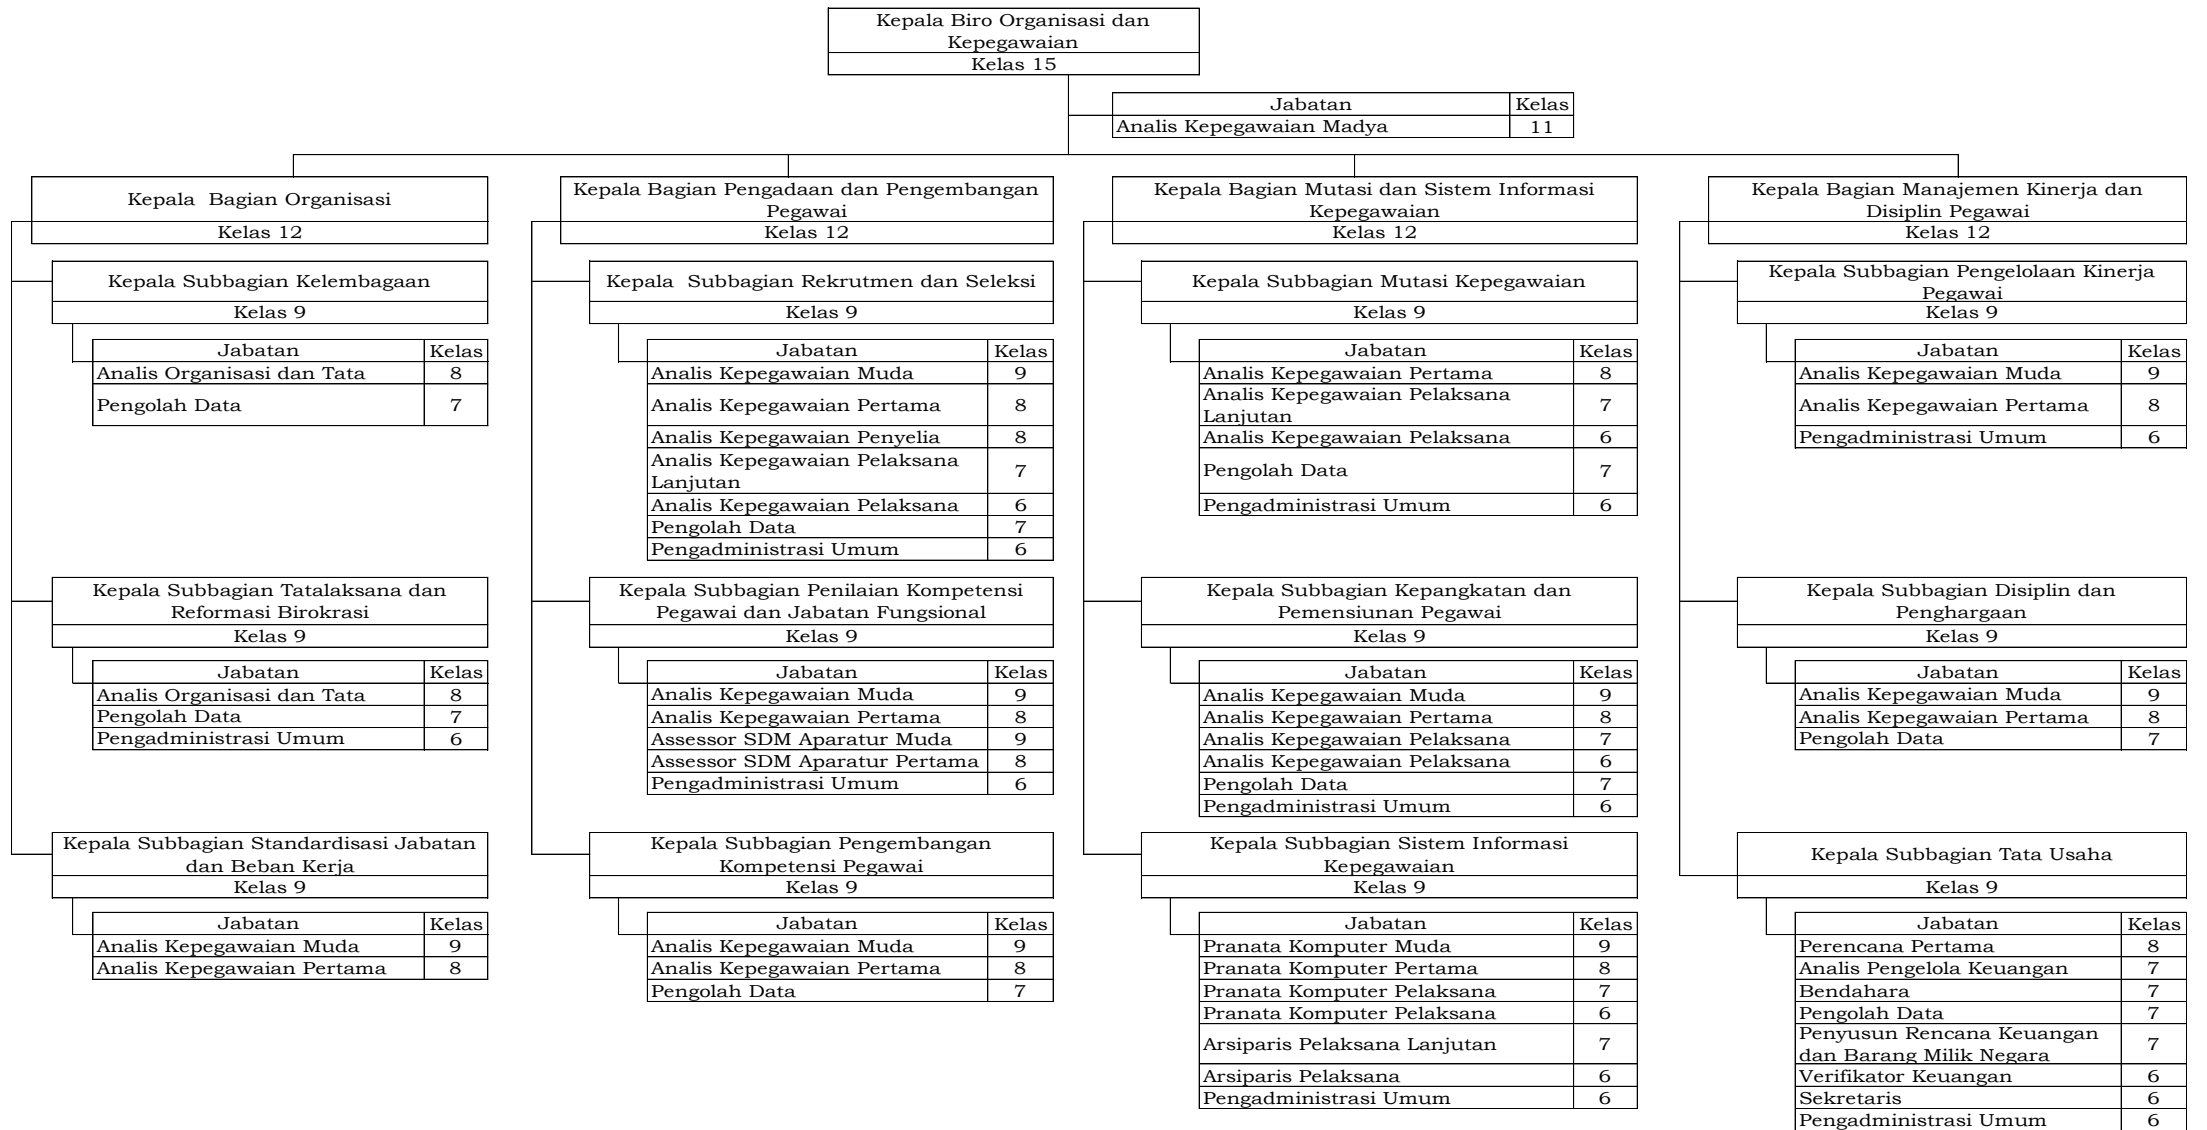 Kepala Biro Organisasi dan
Kepegawaian
Kelas 15
Jabatan Kelas
Analis Kepegawaian Madya 11
Kepala Bagian Organisasi
Kelas 12
Kepala Subbagian Kelembagaan
Kelas 9
Jabatan Kelas
Analis Organisasi dan Tata 8
Pengolah Data 7
Kepala Subbagian Tatalaksana dan
Reformasi Birokrasi
Kelas 9
Jabatan Kelas
Analis Organisasi dan Tata 8
Pengolah Data 7
Pengadministrasi Umum 6
Kepala Subbagian Standardisasi Jabatan
dan Beban Kerja
Kelas 9
Jabatan Kelas
Analis Kepegawaian Muda 9
Analis Kepegawaian Pertama 8
Kepala Bagian Pengadaan dan Pengembangan
Pegawai
Kelas 12
Kepala Subbagian Rekrutmen dan Seleksi
Kelas 9
Jabatan Kelas
Analis Kepegawaian Muda 9
Analis Kepegawaian Pertama 8
Analis Kepegawaian Penyelia 8
Analis Kepegawaian Pelaksana
Lanjutan 7
Analis Kepegawaian Pelaksana 6
Pengolah Data 7
Pengadministrasi Umum 6
Kepala Subbagian Penilaian Kompetensi
Pegawai dan Jabatan Fungsional
Kelas 9
Jabatan Kelas
Analis Kepegawaian Muda 9
Analis Kepegawaian Pertama 8
Assessor SDM Aparatur Muda 9
Assessor SDM Aparatur Pertama 8
Pengadministrasi Umum 6
Kepala Subbagian Pengembangan
Kompetensi Pegawai
Kelas 9
Jabatan Kelas
Analis Kepegawaian Muda 9
Analis Kepegawaian Pertama 8
Pengolah Data 7
Kepala Bagian Mutasi dan Sistem Informasi
Kepegawaian
Kelas 12
Kepala Subbagian Mutasi Kepegawaian
Kelas 9
Jabatan Kelas
Analis Kepegawaian Pertama 8
Analis Kepegawaian Pelaksana
Lanjutan 7
Analis Kepegawaian Pelaksana 6
Pengolah Data 7
Pengadministrasi Umum 6
Kepala Subbagian Kepangkatan dan
Pemensiunan Pegawai
Kelas 9
Jabatan Kelas
Analis Kepegawaian Muda 9
Analis Kepegawaian Pertama 8
Analis Kepegawaian Pelaksana 7
Analis Kepegawaian Pelaksana 6
Pengolah Data 7
Pengadministrasi Umum 6
Kepala Subbagian Sistem Informasi
Kepegawaian
Kelas 9
Jabatan Kelas
Pranata Komputer Muda 9
Pranata Komputer Pertama 8
Pranata Komputer Pelaksana 7
Pranata Komputer Pelaksana 6
Arsiparis Pelaksana Lanjutan 7
Arsiparis Pelaksana 6
Pengadministrasi Umum 6
Kepala Bagian Manajemen Kinerja dan
Disiplin Pegawai
Kelas 12
Kepala Subbagian Pengelolaan Kinerja
Pegawai
Kelas 9
Jabatan Kelas
Analis Kepegawaian Muda 9
Analis Kepegawaian Pertama 8
Pengadministrasi Umum 6
Kepala Subbagian Disiplin dan
Penghargaan
Kelas 9
Jabatan Kelas
Analis Kepegawaian Muda 9
Analis Kepegawaian Pertama 8
Pengolah Data 7
Kepala Subbagian Tata Usaha
Kelas 9
Jabatan Kelas
Perencana Pertama 8
Analis Pengelola Keuangan 7
Bendahara 7
Pengolah Data 7
Penyusun Rencana Keuangan
dan Barang Milik Negara 7
Verifikator Keuangan 6
Sekretaris 6
Pengadministrasi Umum 6